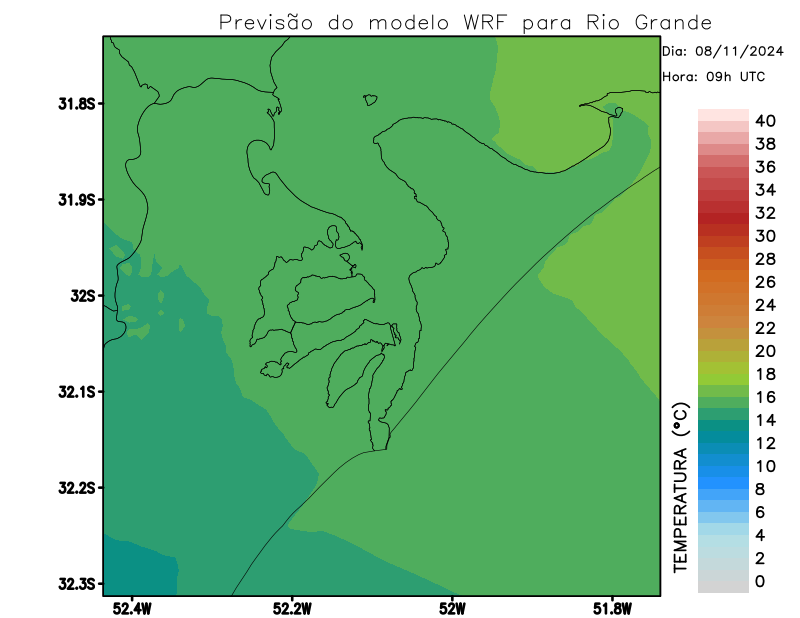 Previsão do modelo WRF para Rio Grande
Dia: 08/11/2024
Hora: 09h UTC
31.8S
31.9S
32S
32.1S
32.2S
32.3S
52.4W
52.2W
52W
51.8W
TEMPERATURA (°C)
40
38
36
34
32
30
28
26
24
22
20
18
16
14
12
10
8
6
4
2
0